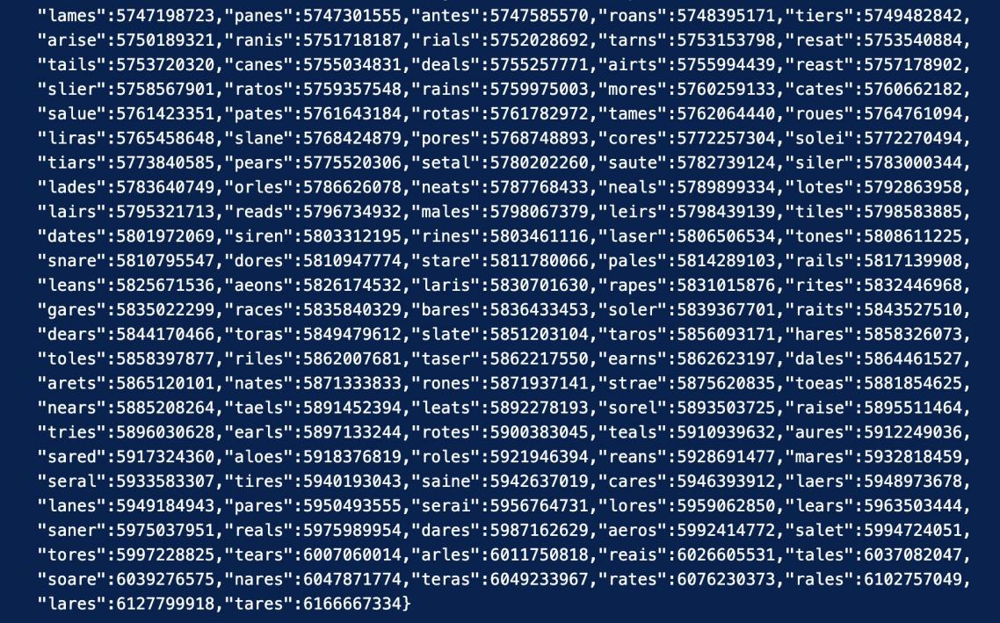 "lames":5747198723,"panes":5747301555,"antes":5747585570,"roans":5748395171,"tiers":5749482842,
"arise":5750189321,"ranis":5751718187,"rials":5752028692,"tarns":5753153798,"resat":5753540884,
"tails":5753720320,"canes":5755034831,"deals":5755257771,"airts":5755994439,"reast":5757178902,
"slier":5758567901,"ratos":5759357548,"rains":5759975003,"mores":5760259133,"cates":5760662182,
"salue":5761423351,"pates":5761643184,"rotas":5761782972,"tames":5762064440,"roues":5764761094,
"liras":5765458648,"slane":5768424879,"pores":5768748893,"cores":5772257304,"solei":5772270494,
"tiars":5773840585,"pears":5775520306,"setal":5780202260,"saute":5782739124,"siler":5783000344,
"lades":5783640749,"orles":5786626078,"neats":5787768433,"neals":5789899334,"lotes":5792863958,
"lairs":5795321713,"reads":5796734932,"males":5798067379,"leirs":5798439139,"tiles":5798583885,
"dates":5801972069,"siren":5803312195,"rines":5803461116,"laser":5806506534,"tones":5808611225,
"snare":5810795547,"dores":5810947774,"stare":5811780066,"pales":5814289103,"rails":5817139908,
"leans":5825671536,"aeons":5826174532,"laris":5830701630,"rapes":5831015876,"rites":5832446968,
"gares":5835022299,"races":5835840329,"bares":5836433453,"soler":5839367701,"raits":5843527510,
"dears":5844170466,"toras":5849479612,"slate":5851203104,"taros":5856093171,"hares":5858326073,
"toles":5858397877,"riles":5862007681,"taser":5862217550,"earns":5862623197,"dales":5864461527,
"arets":5865120101,"nates":5871333833,"rones":5871937141,"strae":5875620835,"toeas":5881854625,
"nears":5885208264,"taels":5891452394,"leats":5892278193,"sorel":5893503725,"raise":5895511464,
"tries":5896030628,"earls":5897133244,"rotes":5900383045,"teals":5910939632,"aures":5912249036,
"sared":5917324360,"aloes":5918376819,"roles":5921946394,"reans":5928691477,"mares":5932818459,
"seral":5933583307,"tires":5940193043,"saine":5942637019,"cares":5946393912,"laers":5948973678,
"lanes":5949184943,"pares":5950493555,"serai":5956764731,"lores":5959062850,"lears":5963503444,
"saner":5975037951,"reals":5975989954,"dares":5987162629,"aeros":5992414772,"salet":5994724051,
"tores":5997228825,"tears":6007060014,"arles":6011750818,"reais":6026605531,"tales":6037082047,
"soare":6039276575,"nares":6047871774,"teras":6049233967,"rates":6076230373,"rales":6102757049,
"lares":6127799918,"tares":6166667334}